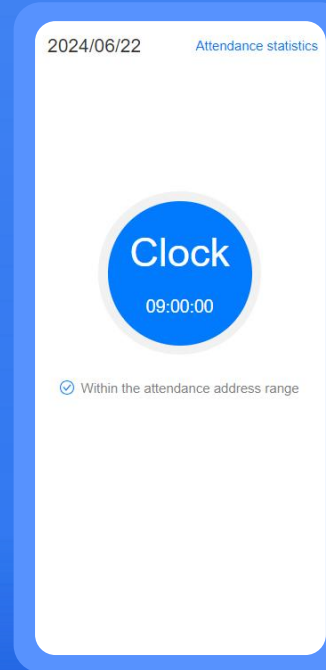 2024/06/22 Attendance statistics
Clock
09:00:00
Within the attendance address range